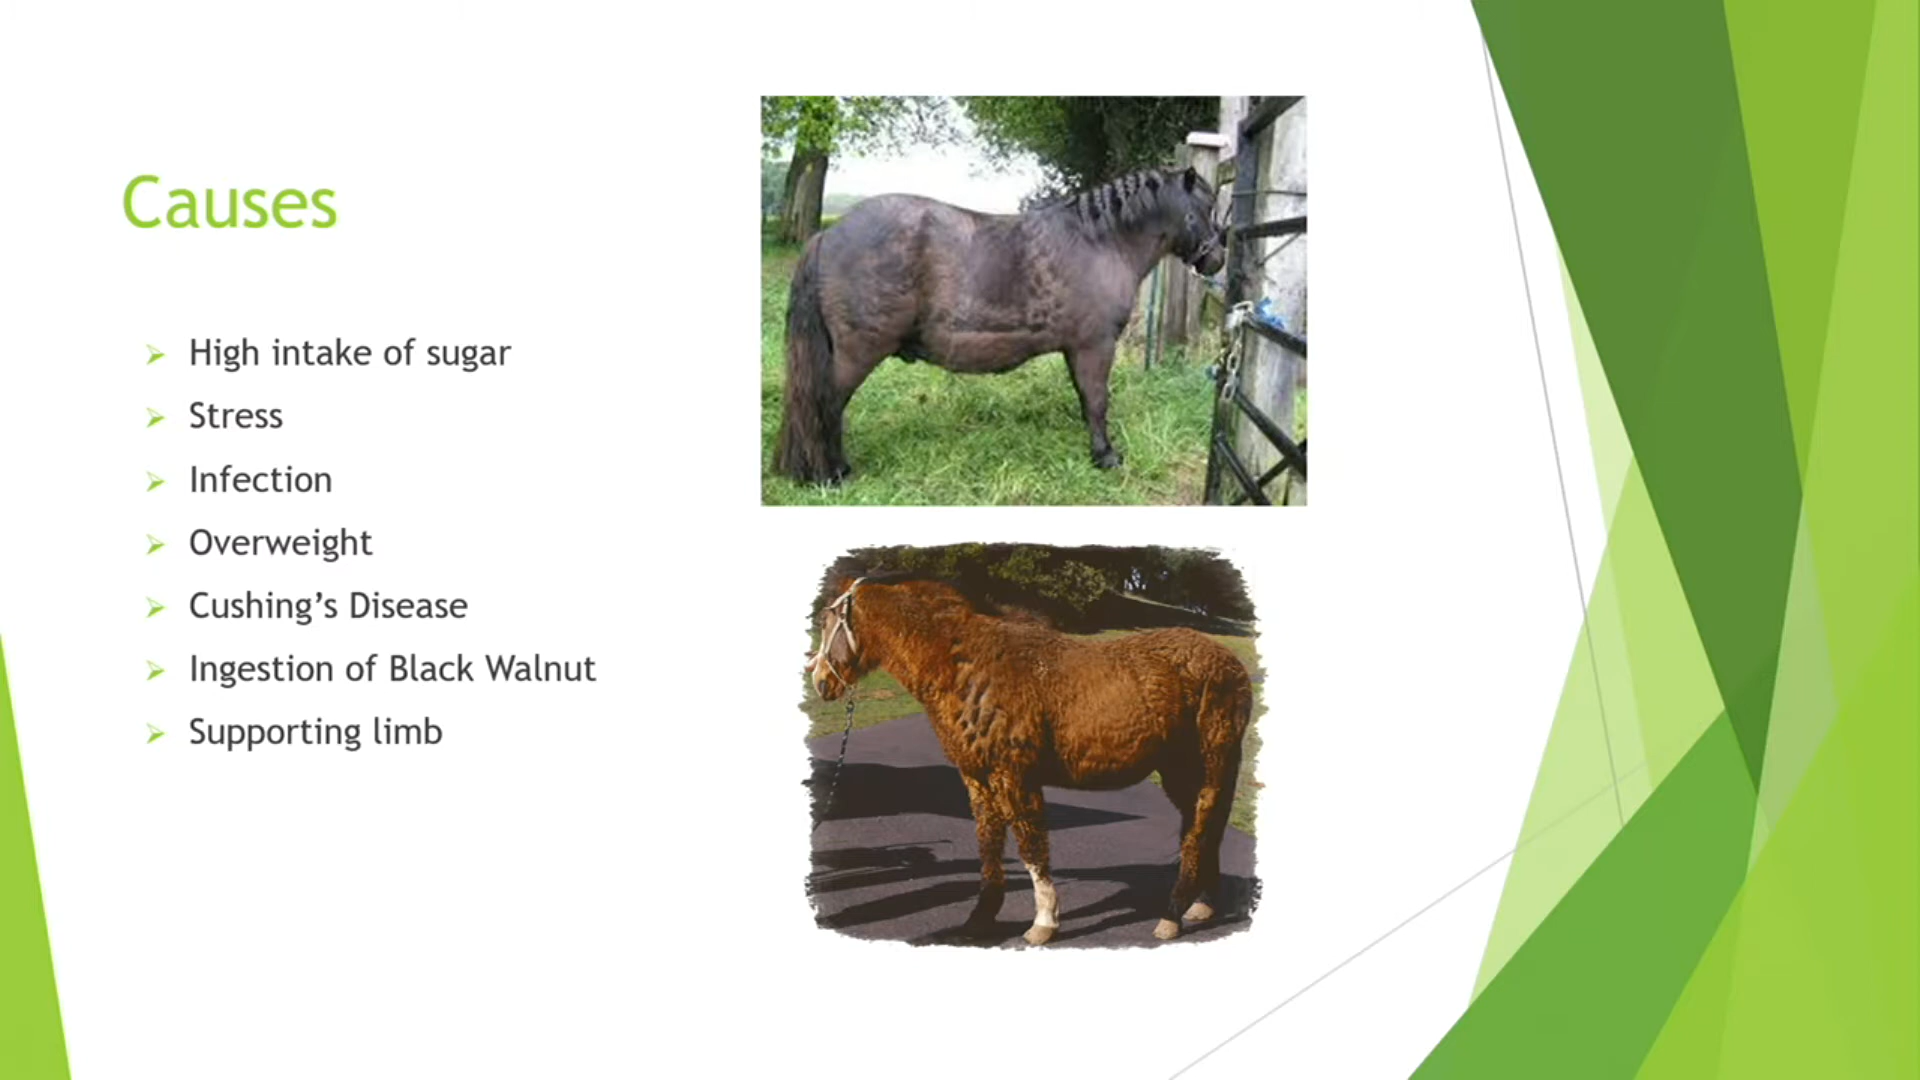 Causes
High intake of sugar
Stress
Infection
Overweight
Cushing’s Disease
Ingestion of Black Walnut
Supporting limb